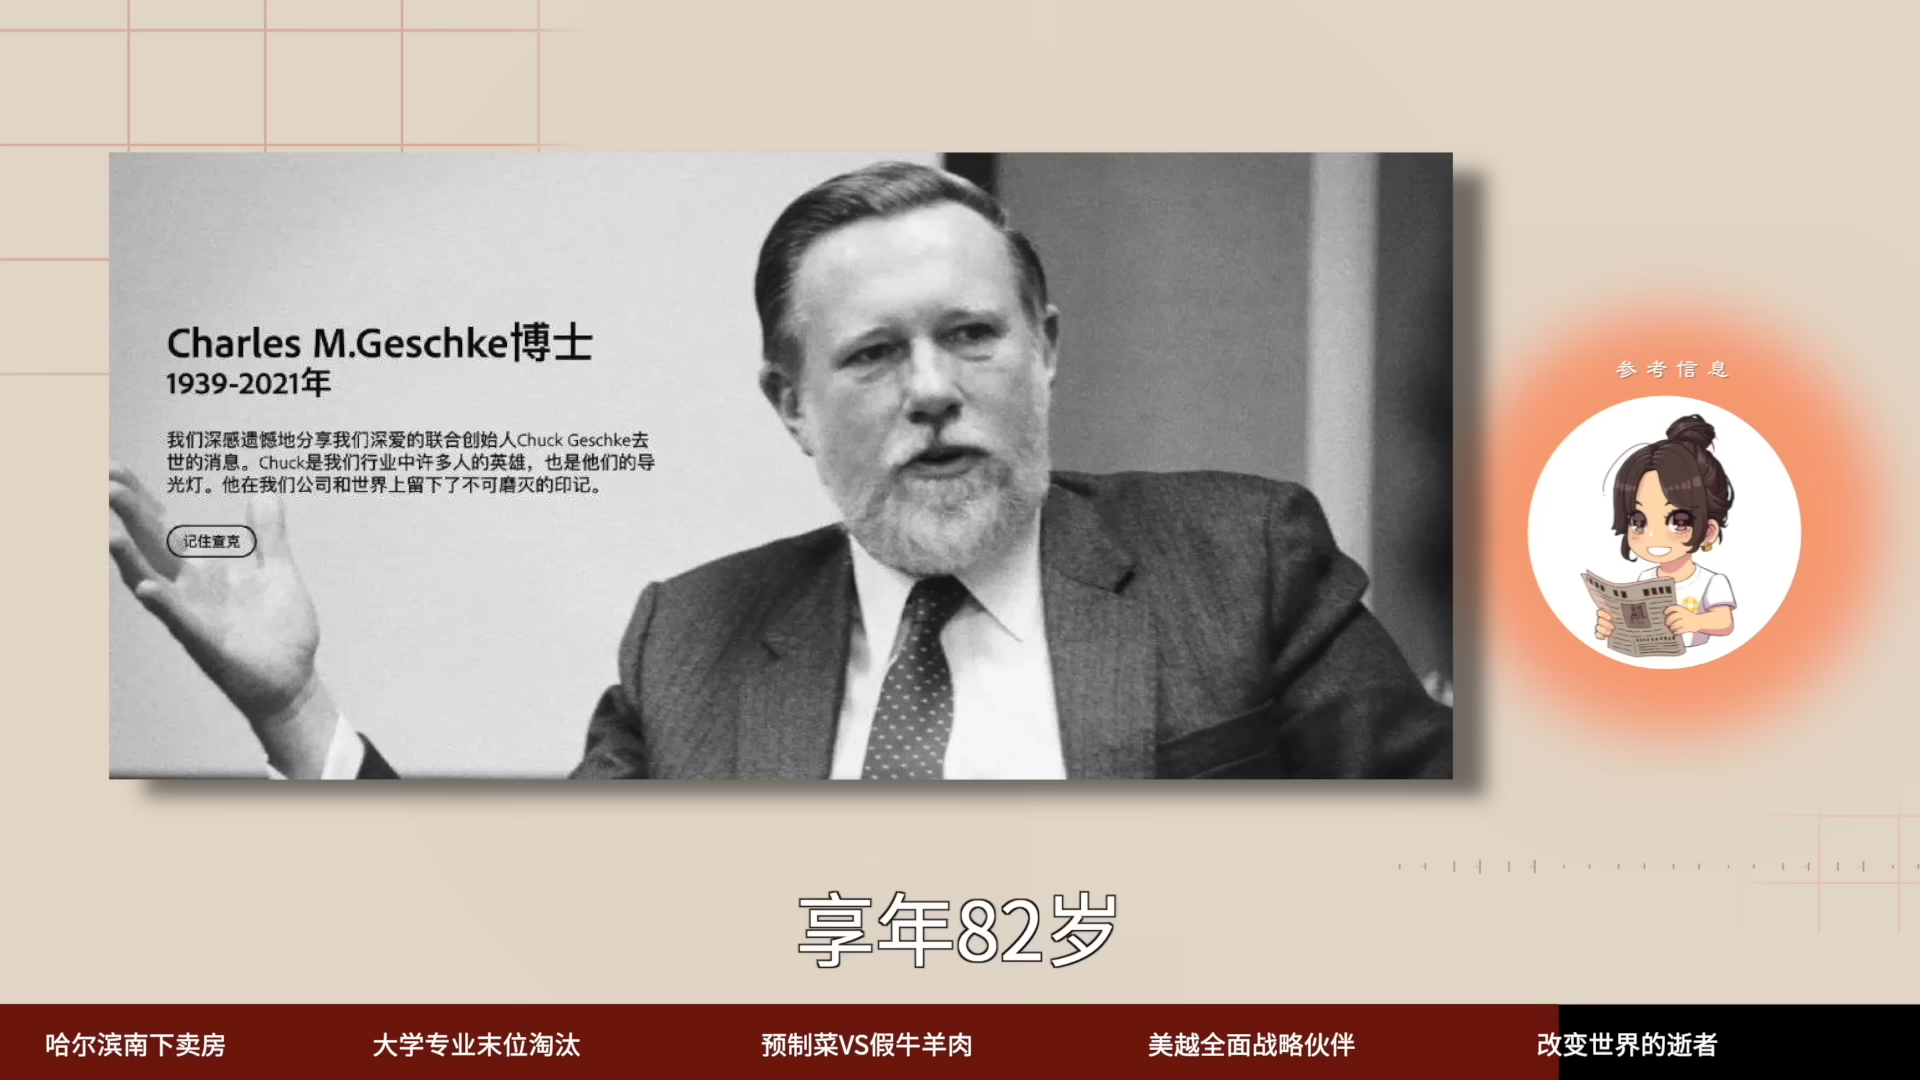 Charles M.Geschke博士
1939-2021年
我们深感遗憾地分享我们深爱的联合创始人Chuck Geschke去
世的消息。Chuck是我们行业中许多人的英雄，也是他们的导
光灯。他在我们公司和世界上留下了不可磨灭的印记。
记住查克
参考信息
享年82岁
哈尔滨南下卖房
大学专业末位淘汰
预制菜VS假牛羊肉
美越全面战略伙伴
改变世界的逝者